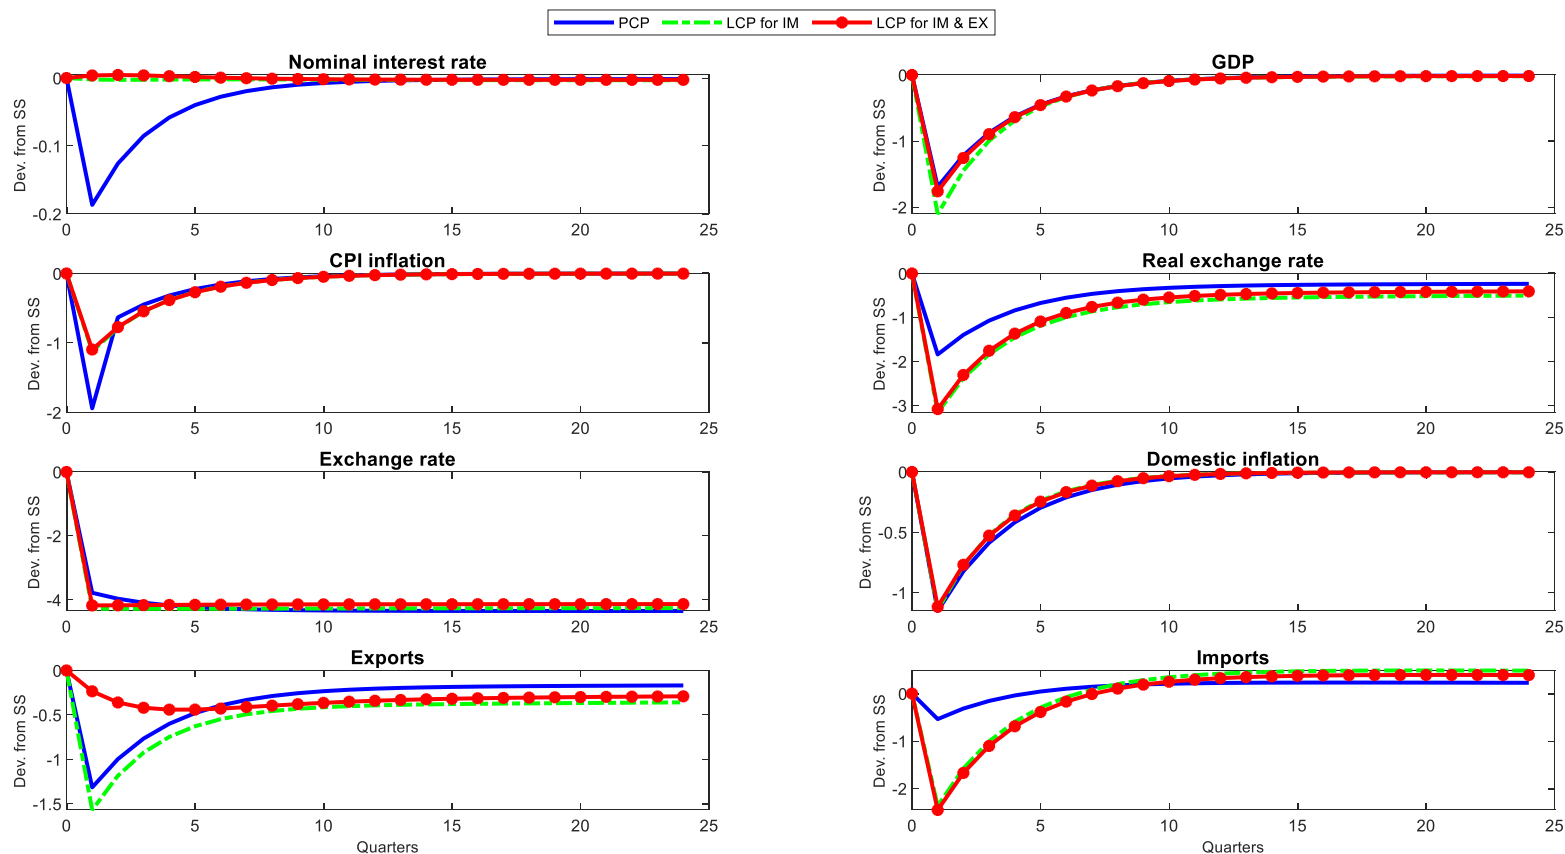 PCP LCP for IM LCP for IM & EX
Nominal interest rate
Dev. from SS
0
-0.1
-0.2
0 5 10 15 20 25
GDP
Dev. from SS
0
-1
-2
0 5 10 15 20 25
CPI inflation
Dev. from SS
0
-1
-2
0 5 10 15 20 25
Real exchange rate
Dev. from SS
0
-1
-2
-3
0 5 10 15 20 25
Exchange rate
Dev. from SS
0
-2
-4
0 5 10 15 20 25
Domestic inflation
Dev. from SS
0
-0.5
-1
0 5 10 15 20 25
Exports
Dev. from SS
0
-0.5
-1
-1.5
0 5 10 15 20 25
Quarters
Imports
Dev. from SS
0
-1
-2
0 5 10 15 20 25
Quarters